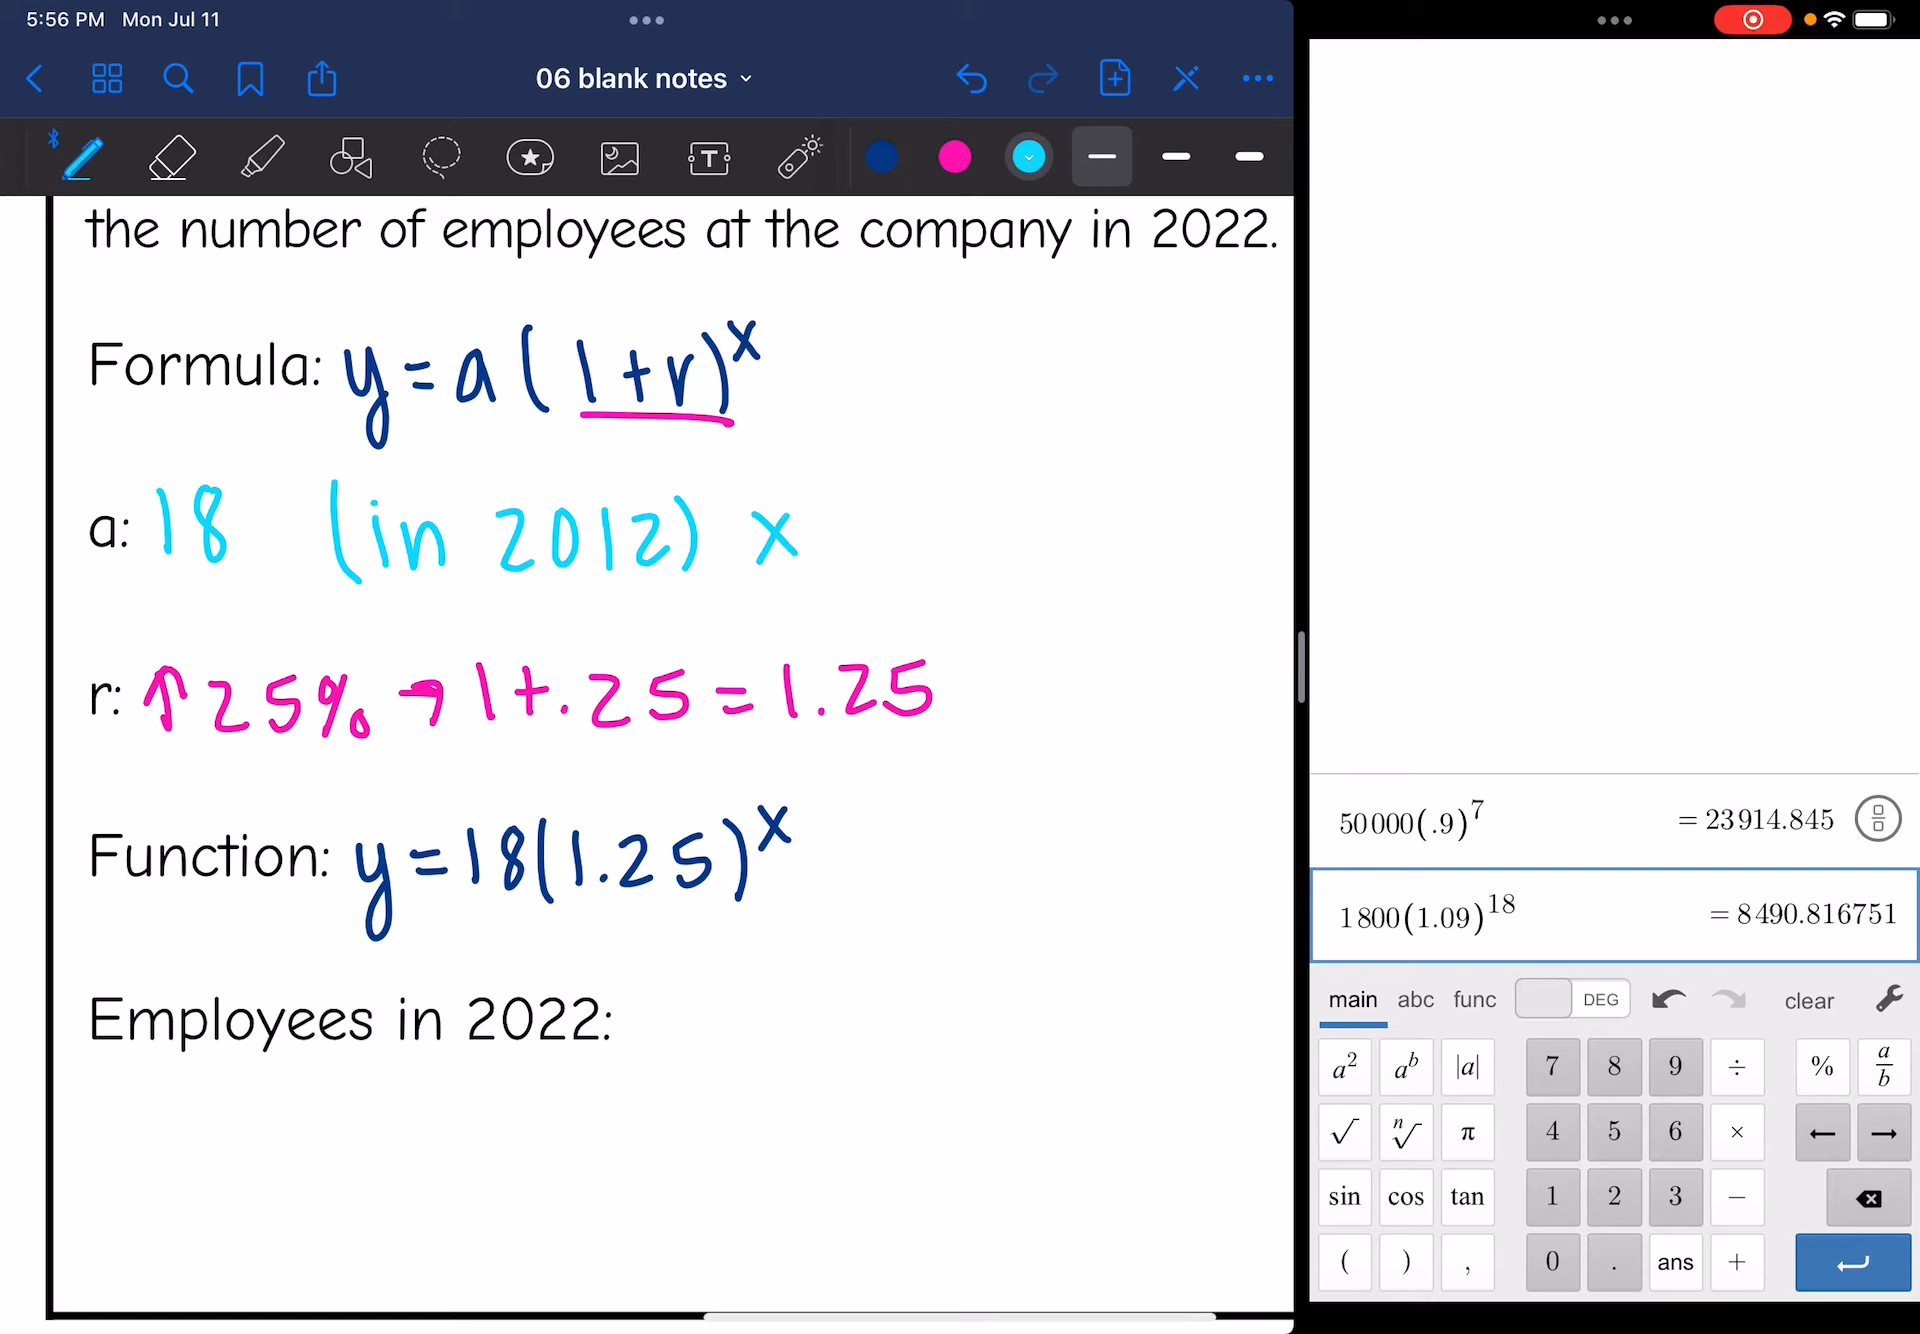 5:56 PM Mon Jul 11
06 blank notes
T
the number of employees at the company in 2022.
Formula: y = a(1+r)^x
a: 18 (in 2012) x
r: ↑25% → 1+.25 = 1.25
Function: y = 18(1.25)^x
Employees in 2022:
50000(.9)^7 = 23914.845
1800(1.09)^18 = 8490.816751
main abc func DEG clear
a^2 a^b |a| 7 8 9 ÷ % a/b
√ n√ π 4 5 6 × ← →
sin cos tan 1 2 3 −
( ) , 0 . ans +